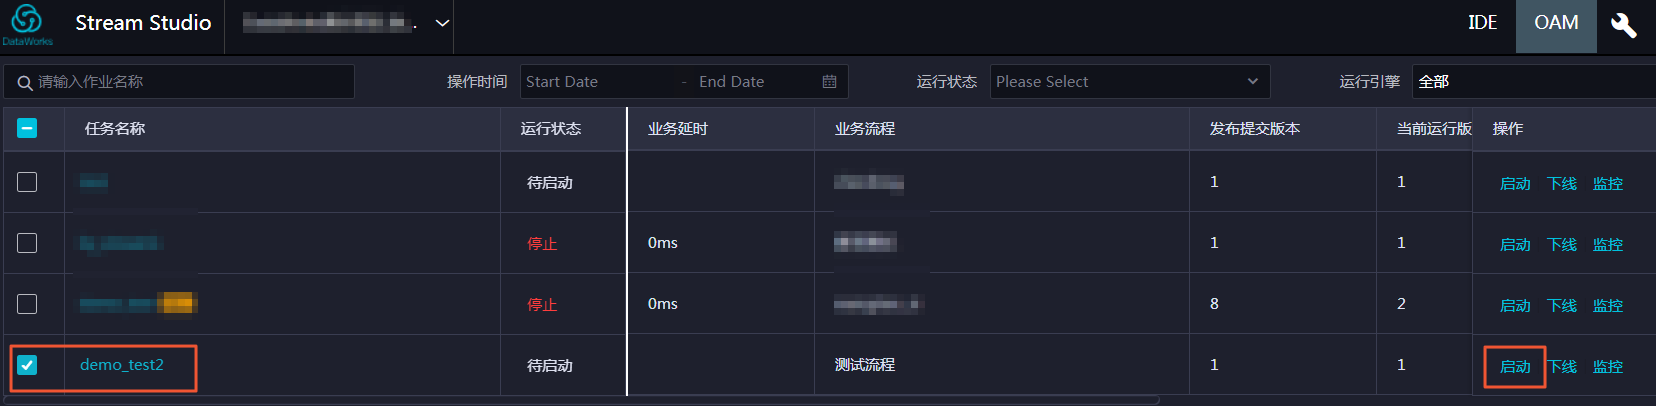 DataWorks Stream Studio IDE OAM
请输入作业名称 操作时间 Start Date - End Date 运行状态 Please Select 运行引擎 全部
任务名称 运行状态 业务延时 业务流程 发布提交版本 当前运行版 操作
待启动 1 1 启动 下线 监控
停止 0ms 1 1 启动 下线 监控
停止 0ms 8 2 启动 下线 监控
demo_test2 待启动 测试流程 1 1 启动 下线 监控